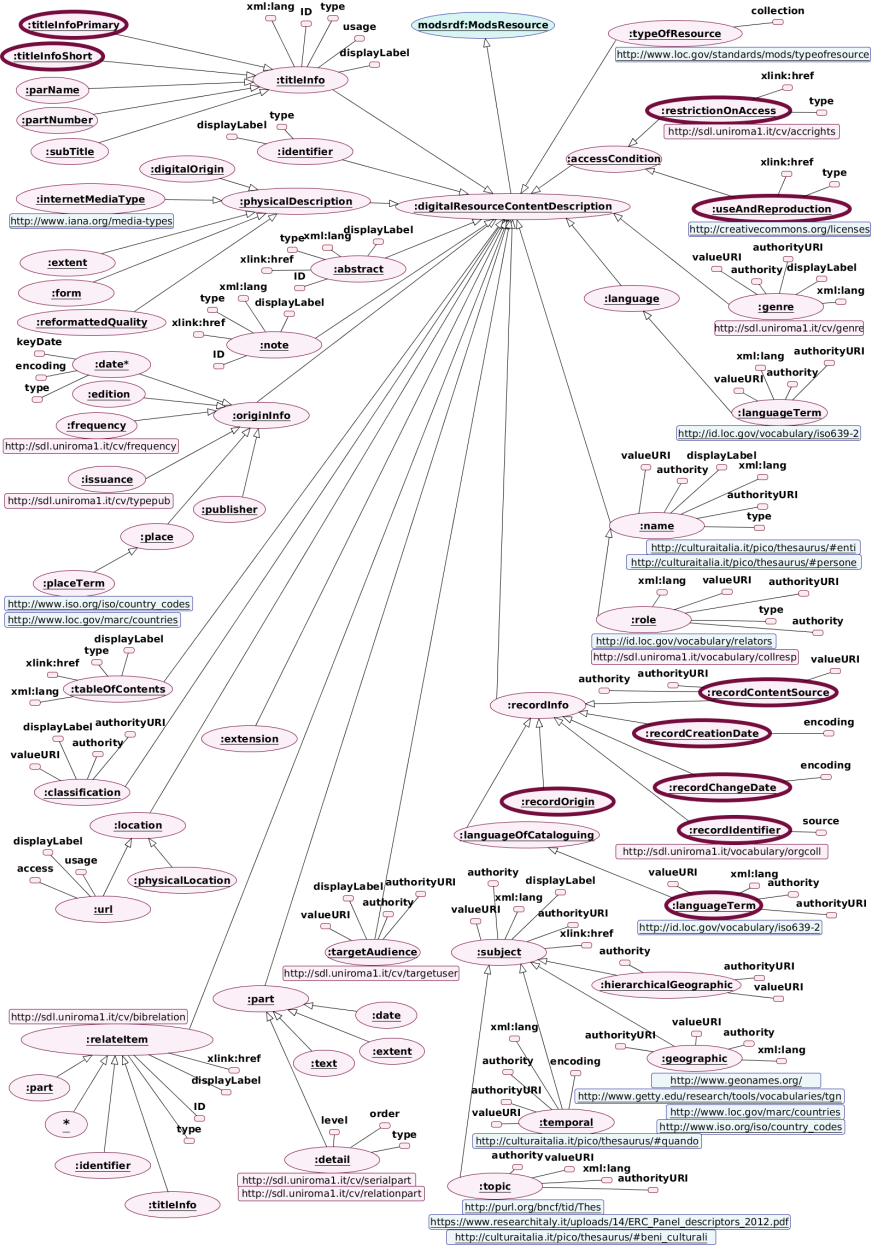 :titleInfoPrimary
:titleInfoShort
:parName
:partNumber
:subTitle
xml:lang
ID
type
usage
displayLabel
:titleInfo
modsrdf:ModsResource
collection
:typeOfResource
http://www.loc.gov/standards/mods/typeofresource
xlink:href
:restrictionOnAccess
type
http://sdl.uniroma1.it/cv/accrights
:accessCondition
xlink:href
type
:useAndReproduction
http://creativecommons.org/licenses
type
displayLabel
:identifier
:digitalOrigin
:internetMediaType
http://www.iana.org/media-types
:physicalDescription
:digitalResourceContentDescription
:extent
:form
:reformattedQuality
displayLabel
type
xml:lang
xlink:href
ID
:abstract
xml:lang
type
displayLabel
xlink:href
ID
:note
:language
authorityURI
valueURI
authority
displayLabel
xml:lang
:genre
http://sdl.uniroma1.it/cv/genre
authorityURI
xml:lang
authority
valueURI
:languageTerm
http://id.loc.gov/vocabulary/iso639-2
keyDate
encoding
type
:date*
:edition
:frequency
http://sdl.uniroma1.it/cv/frequency
:originInfo
:issuance
http://sdl.uniroma1.it/cv/typepub
:publisher
:place
:placeTerm
http://www.iso.org/iso/country_codes
http://www.loc.gov/marc/countries
valueURI
displayLabel
authority
xml:lang
authorityURI
type
:name
http://culturaitalia.it/pico/thesaurus/#enti
http://culturaitalia.it/pico/thesaurus/#persone
xml:lang
valueURI
authorityURI
type
authority
:role
http://id.loc.gov/vocabulary/relators
http://sdl.uniroma1.it/vocabulary/collresp
displayLabel
type
xlink:href
xml:lang
:tableOfContents
displayLabel
authorityURI
authority
valueURI
:classification
:extension
:recordInfo
authority
authorityURI
valueURI
:recordContentSource
:recordCreationDate
encoding
:recordChangeDate
encoding
:recordOrigin
:recordIdentifier
source
http://sdl.uniroma1.it/vocabulary/orgcoll
:languageOfCataloguing
valueURI
xml:lang
authority
authorityURI
:languageTerm
http://id.loc.gov/vocabulary/iso639-2
:location
:physicalLocation
displayLabel
usage
access
:url
displayLabel
authorityURI
authority
valueURI
:targetAudience
http://sdl.uniroma1.it/cv/targetuser
authority
displayLabel
xml:lang
valueURI
authorityURI
xlink:href
:subject
authority
authorityURI
valueURI
:hierarchicalGeographic
valueURI
authorityURI
authority
xml:lang
:geographic
http://www.geonames.org/
http://www.getty.edu/research/tools/vocabularies/tgn
http://www.loc.gov/marc/countries
http://www.iso.org/iso/country_codes
xml:lang
authority
encoding
authorityURI
valueURI
:temporal
http://culturaitalia.it/pico/thesaurus/#quando
authority
valueURI
xml:lang
authorityURI
:topic
http://purl.org/bncf/tid/Thes
https://www.researchitaly.it/uploads/14/ERC_Panel_descriptors_2012.pdf
http://culturaitalia.it/pico/thesaurus/#beni_culturali
:part
:date
:extent
:text
level
order
type
:detail
http://sdl.uniroma1.it/cv/serialpart
http://sdl.uniroma1.it/cv/relationpart
http://sdl.uniroma1.it/cv/bibrelation
:relateItem
xlink:href
displayLabel
ID
type
:part
*
:identifier
:titleInfo